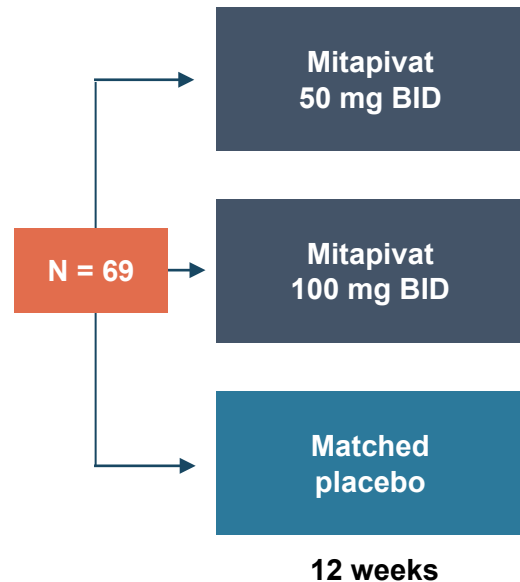 Mitapivat
50 mg BID
N = 69
Mitapivat
100 mg BID
Matched
placebo
12 weeks